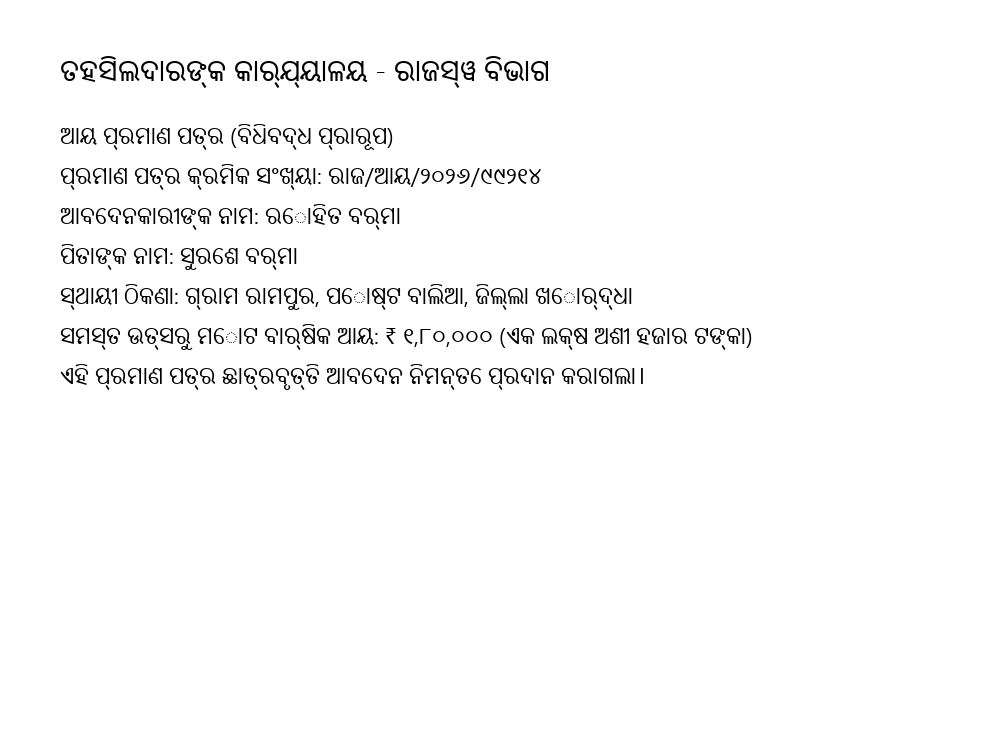 ତହସିଲଦାରଙ୍କ କାର୍ଯ୍ୟାଳୟ - ରାଜସ୍ୱ ବିଭାଗ
ଆୟ ପ୍ରମାଣ ପତ୍ର (ବିଧିବଦ୍ଧ ପ୍ରାରୂପ)
ପ୍ରମାଣ ପତ୍ର କ୍ରମିକ ସଂଖ୍ୟା: ରାଜ/ଆୟ/୨୦୨୬/୯୯୨୧୪
ଆବେଦନକାରୀଙ୍କ ନାମ: ରୋହିତ ବର୍ମା
ପିତାଙ୍କ ନାମ: ସୁରେଶ ବର୍ମା
ସ୍ଥାୟୀ ଠିକଣା: ଗ୍ରାମ ରାମପୁର, ପୋଷ୍ଟ ବାଲିଆ, ଜିଲ୍ଲା ଖୋର୍ଦ୍ଧା
ସମସ୍ତ ଉତ୍ସରୁ ମୋଟ ବାର୍ଷିକ ଆୟ: ₹ ୧,୮୦,୦୦୦ (ଏକ ଲକ୍ଷ ଅଶୀ ହଜାର ଟଙ୍କା)
ଏହି ପ୍ରମାଣ ପତ୍ର ଛାତ୍ରବୃତ୍ତି ଆବେଦନ ନିମନ୍ତେ ପ୍ରଦାନ କରାଗଲା।